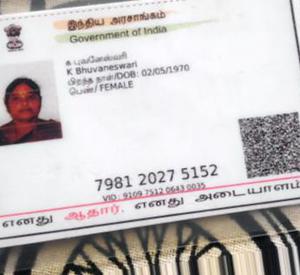 இந்திய அரசாங்கம்
Government of India
க புவனேஸ்வரி
K Bhuvaneswari
பிறந்த நாள்/DOB: 02/05/1970
பெண்/ FEMALE
7981 2027 5152
VID : 9109 7512 0643 0035
எனது ஆதார், எனது அடையாளம்